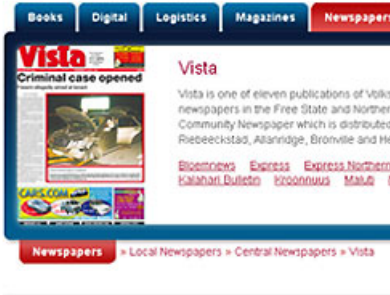 Books Digital Logistics Magazines Newspapers
Vista
Criminal case opened
CARS.COM
Vista
Vista is one of eleven publications of Volks
newspapers in the Free State and Northe
Community Newspaper which is distributed
Riebeeckstad, Allanridge, Bronville and He
Bloemnews Express Express Northern
Kalahari Bulletin Kroonnuus Maluti
Newspapers » Local Newspapers » Central Newspapers » Vista